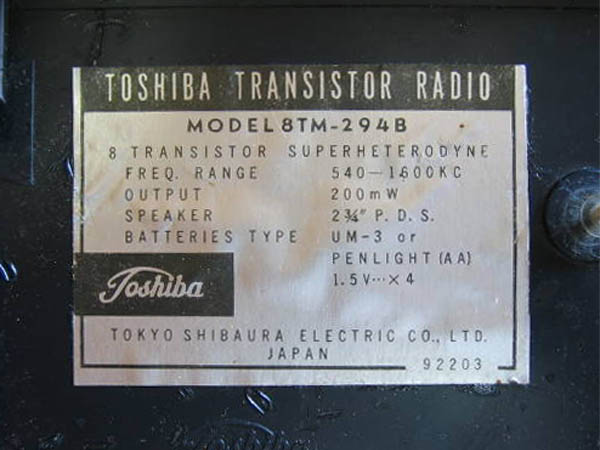 TOSHIBA TRANSISTOR RADIO
MODEL 8TM-294B
8 TRANSISTOR SUPERHETERODYNE
FREQ. RANGE 540—1600KC
OUTPUT 200mW
SPEAKER 2¾″ P. D. S.
BATTERIES TYPE UM-3 or
PENLIGHT (AA)
1.5V···×4
Toshiba
TOKYO SHIBAURA ELECTRIC CO., LTD.
JAPAN
92203